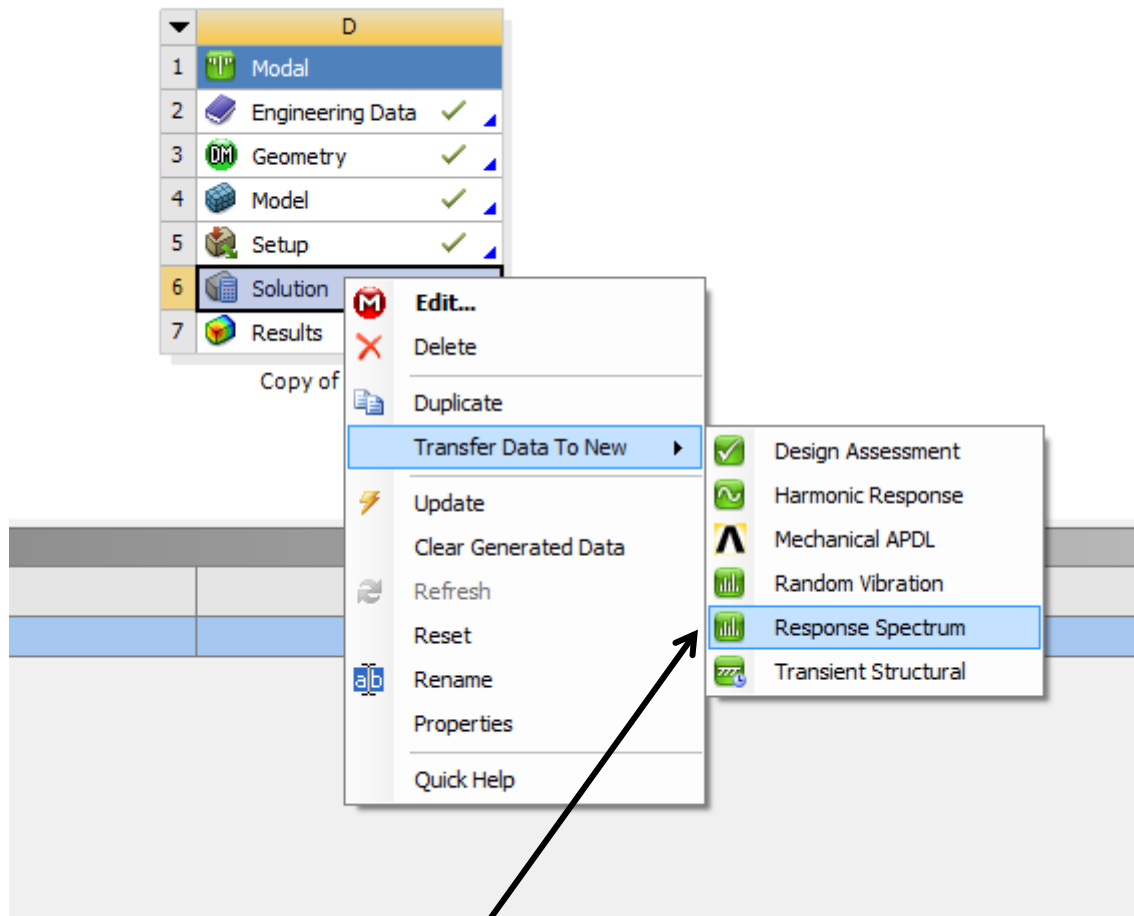 D
1 Modal
2 Engineering Data
3 DM Geometry
4 Model
5 Setup
6 Solution
7 Results
Copy of
M Edit...
Delete
Duplicate
Transfer Data To New
Update
Clear Generated Data
Refresh
Reset
ab Rename
Properties
Quick Help
Design Assessment
Harmonic Response
Mechanical APDL
Random Vibration
Response Spectrum
Transient Structural